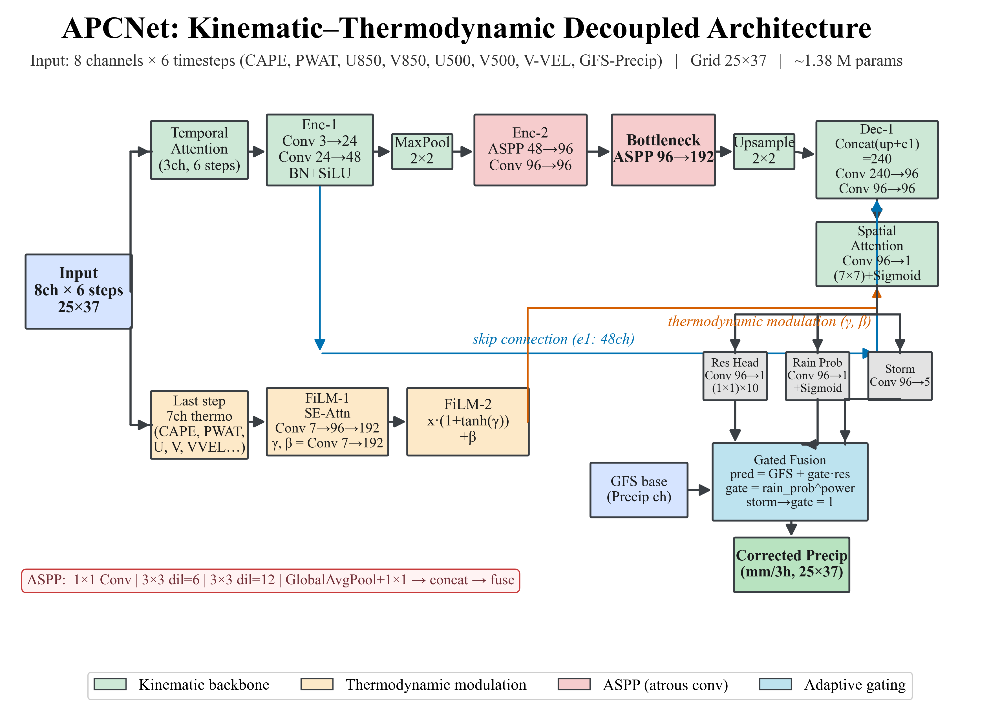 APCNet: Kinematic–Thermodynamic Decoupled Architecture
Input: 8 channels × 6 timesteps (CAPE, PWAT, U850, V850, U500, V500, V-VEL, GFS-Precip) | Grid 25×37 | ~1.38 M params
Temporal
Attention
(3ch, 6 steps)
Enc-1
Conv 3→24
Conv 24→48
BN+SiLU
MaxPool
2×2
Enc-2
ASPP 48→96
Conv 96→96
Bottleneck
ASPP 96→192
Upsample
2×2
Dec-1
Concat(up+e1)
=240
Conv 240→96
Conv 96→96
Spatial
Attention
Conv 96→1
(7×7)+Sigmoid
Input
8ch × 6 steps
25×37
thermodynamic modulation (γ, β)
skip connection (e1: 48ch)
Res Head
Conv 96→1
(1×1)×10
Rain Prob
Conv 96→1
+Sigmoid
Storm
Conv 96→5
Last step
7ch thermo
(CAPE, PWAT,
U, V, VVEL…)
FiLM-1
SE-Attn
Conv 7→96→192
γ, β = Conv 7→192
FiLM-2
x·(1+tanh(γ))
+β
GFS base
(Precip ch)
Gated Fusion
pred = GFS + gate·res
gate = rain_prob^power
storm→gate = 1
Corrected Precip
(mm/3h, 25×37)
ASPP: 1×1 Conv | 3×3 dil=6 | 3×3 dil=12 | GlobalAvgPool+1×1 → concat → fuse
Kinematic backbone
Thermodynamic modulation
ASPP (atrous conv)
Adaptive gating